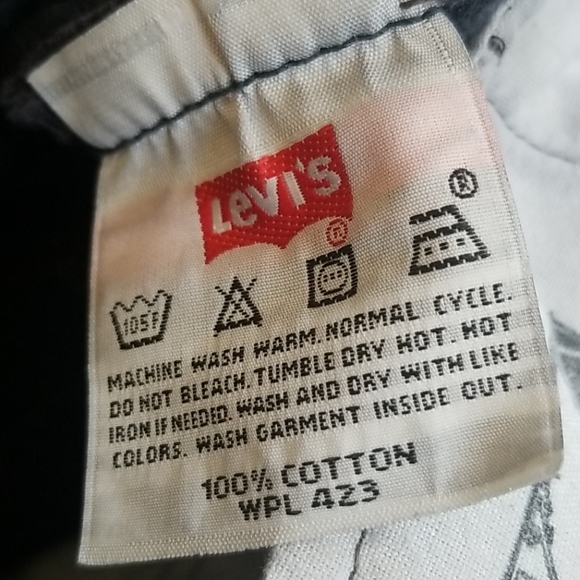 LEVI'S
®
®
105F
MACHINE WASH WARM. NORMAL CYCLE.
DO NOT BLEACH. TUMBLE DRY HOT. HOT
IRON IF NEEDED. WASH AND DRY WITH LIKE
COLORS. WASH GARMENT INSIDE OUT.
100% COTTON
WPL 423